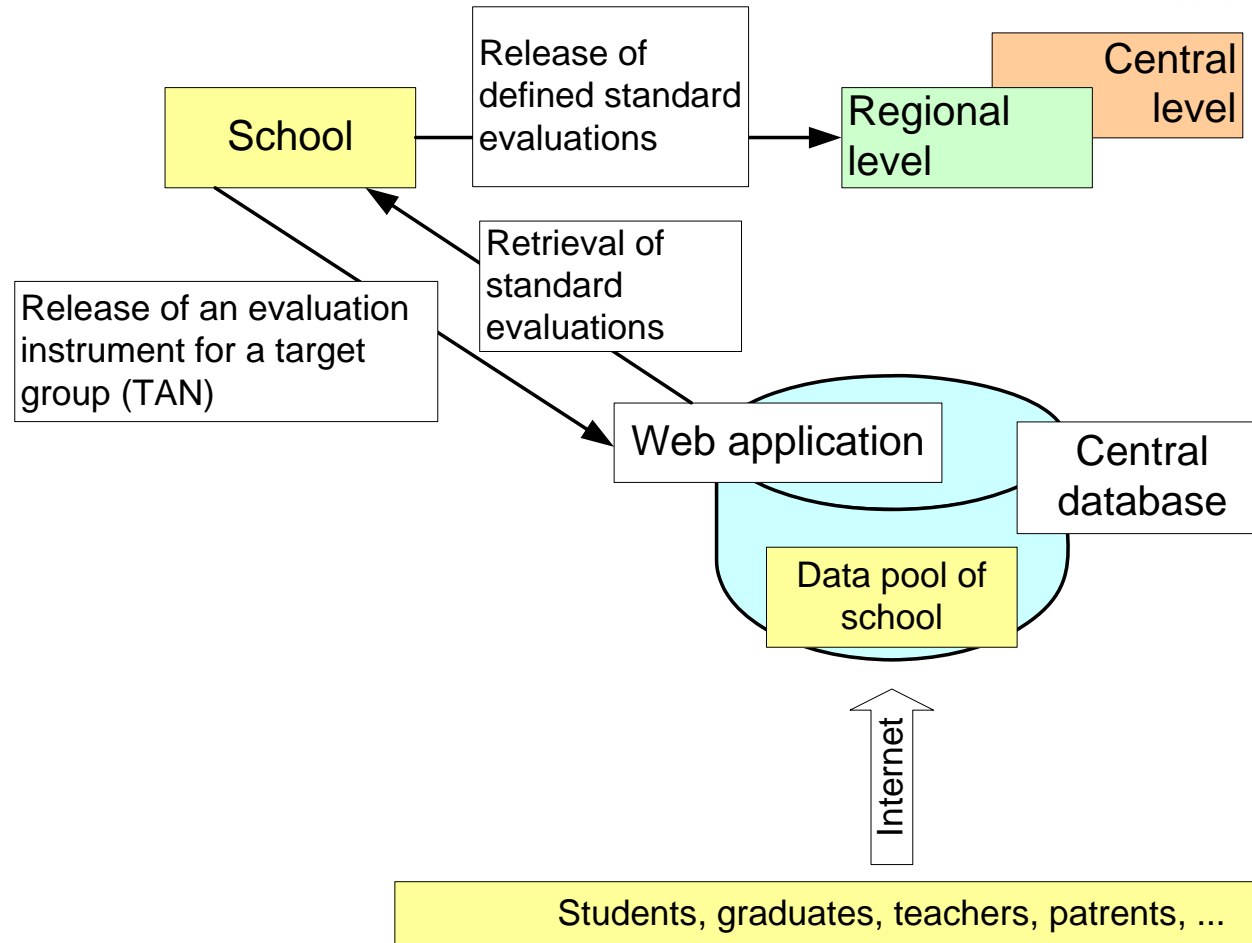 Release of
defined standard
evaluations
Central
level
School
Regional
level
Retrieval of
standard
evaluations
Release of an evaluation
instrument for a target
group (TAN)
Web application
Central
database
Data pool of
school
Internet
Students, graduates, teachers, patrents, ...